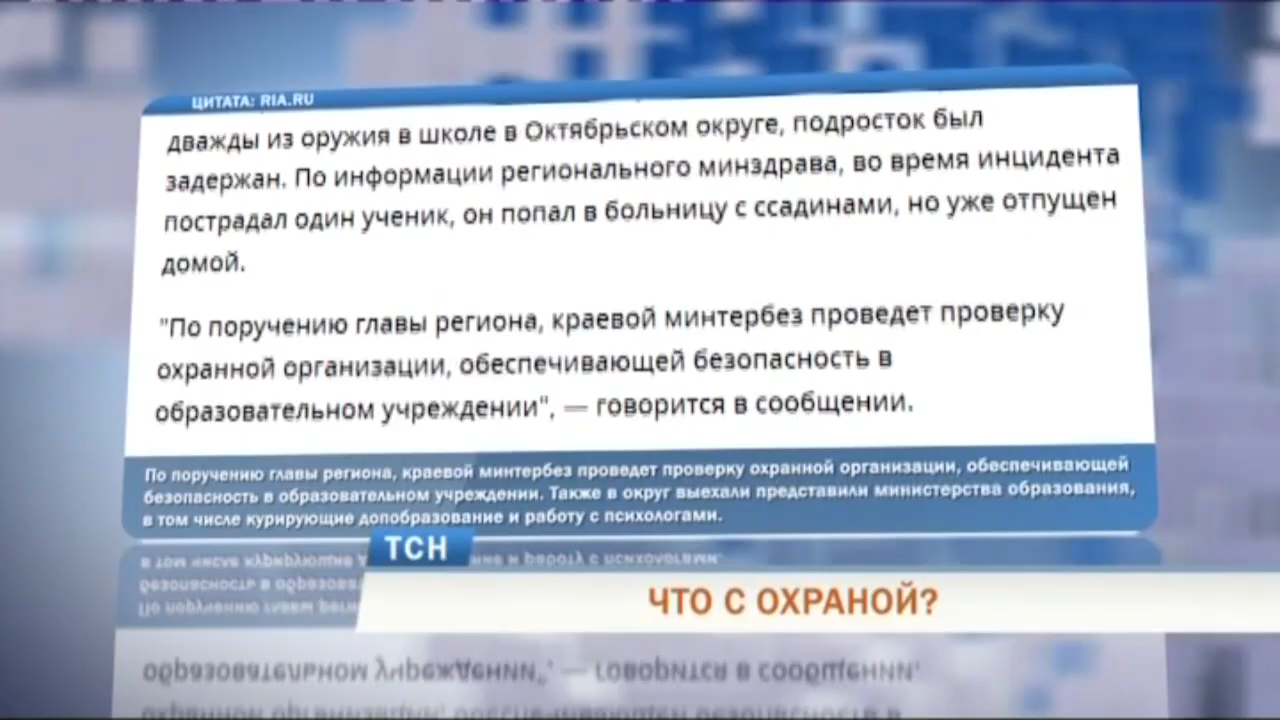 ЦИТАТА: RIA.RU
дважды из оружия в школе в Октябрьском округе, подросток был
задержан. По информации регионального минздрава, во время инцидента
пострадал один ученик, он попал в больницу с ссадинами, но уже отпущен
домой.
"По поручению главы региона, краевой минтербез проведет проверку
охранной организации, обеспечивающей безопасность в
образовательном учреждении", — говорится в сообщении.
По поручению главы региона, краевой минтербез проведет проверку охранной организации, обеспечивающей
безопасность в образовательном учреждении. Также в округ выехали представили министерства образования,
в том числе курирующие допобразование и работу с психологами.
ТСН
ЧТО С ОХРАНОЙ?